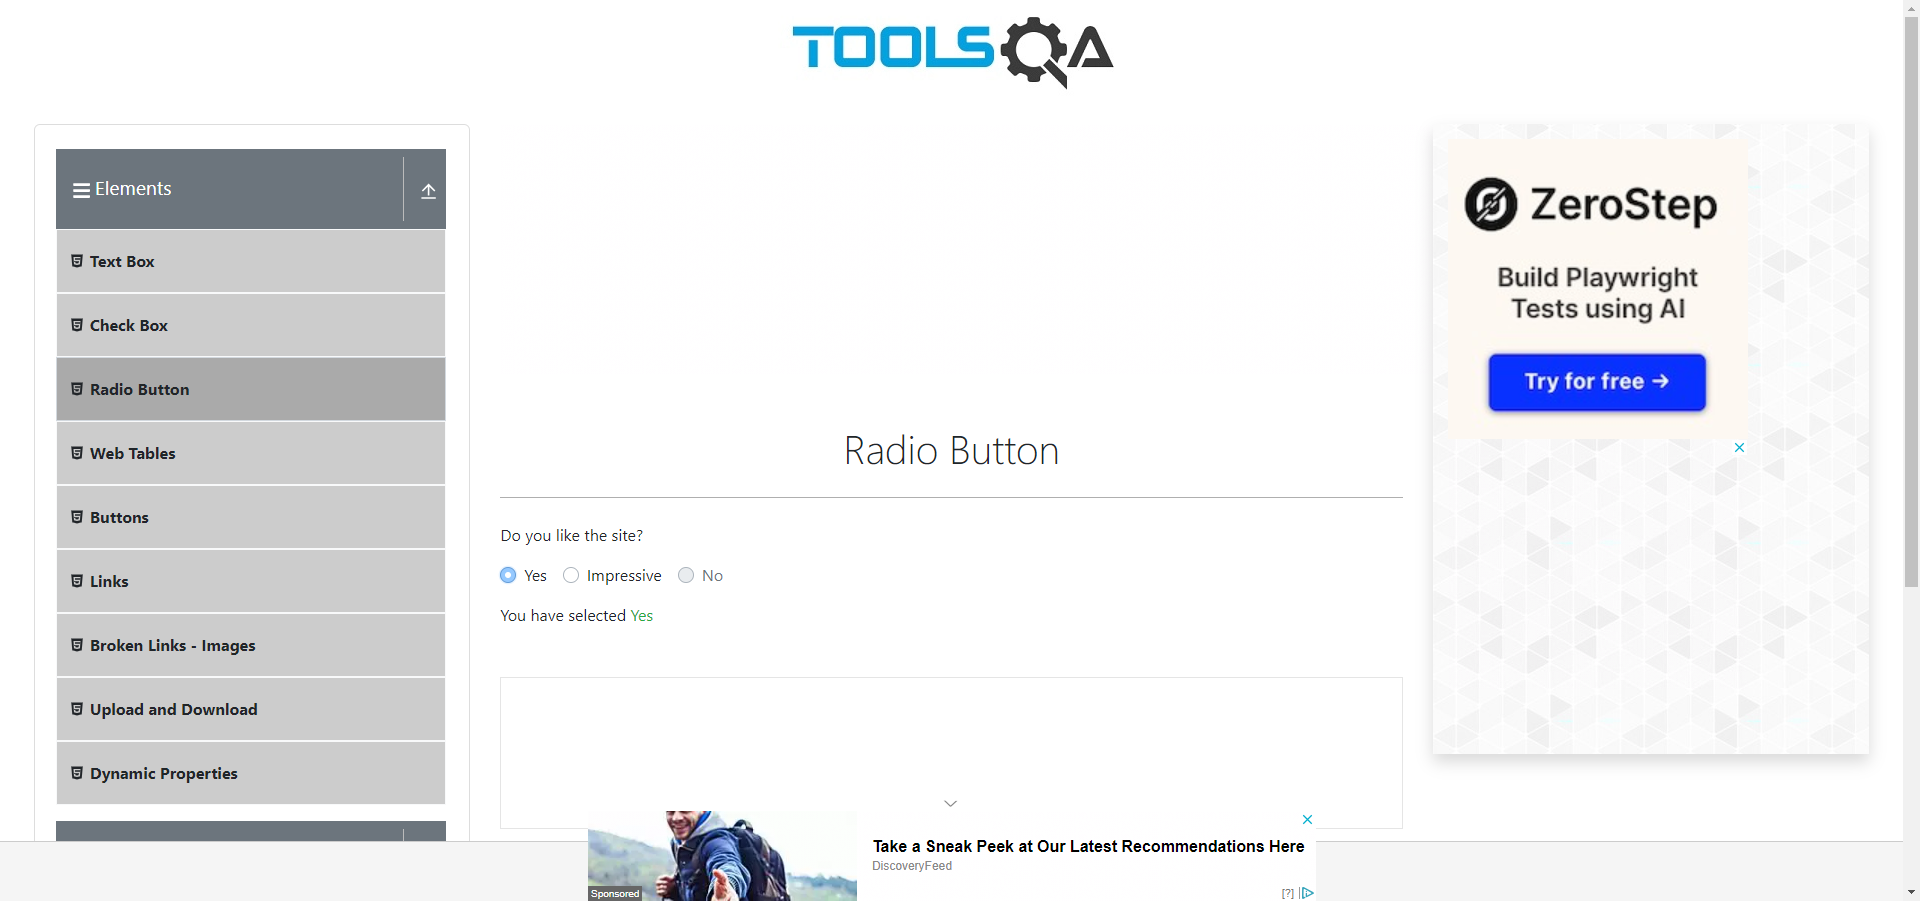 TOOLSQA
Elements
Text Box
Check Box
Radio Button
Web Tables
Buttons
Links
Broken Links - Images
Upload and Download
Dynamic Properties
Radio Button
Do you like the site?
Yes
Impressive
No
You have selected Yes
ZeroStep
Build Playwright
Tests using AI
Try for free →
Take a Sneak Peek at Our Latest Recommendations Here
DiscoveryFeed
Sponsored
[?]